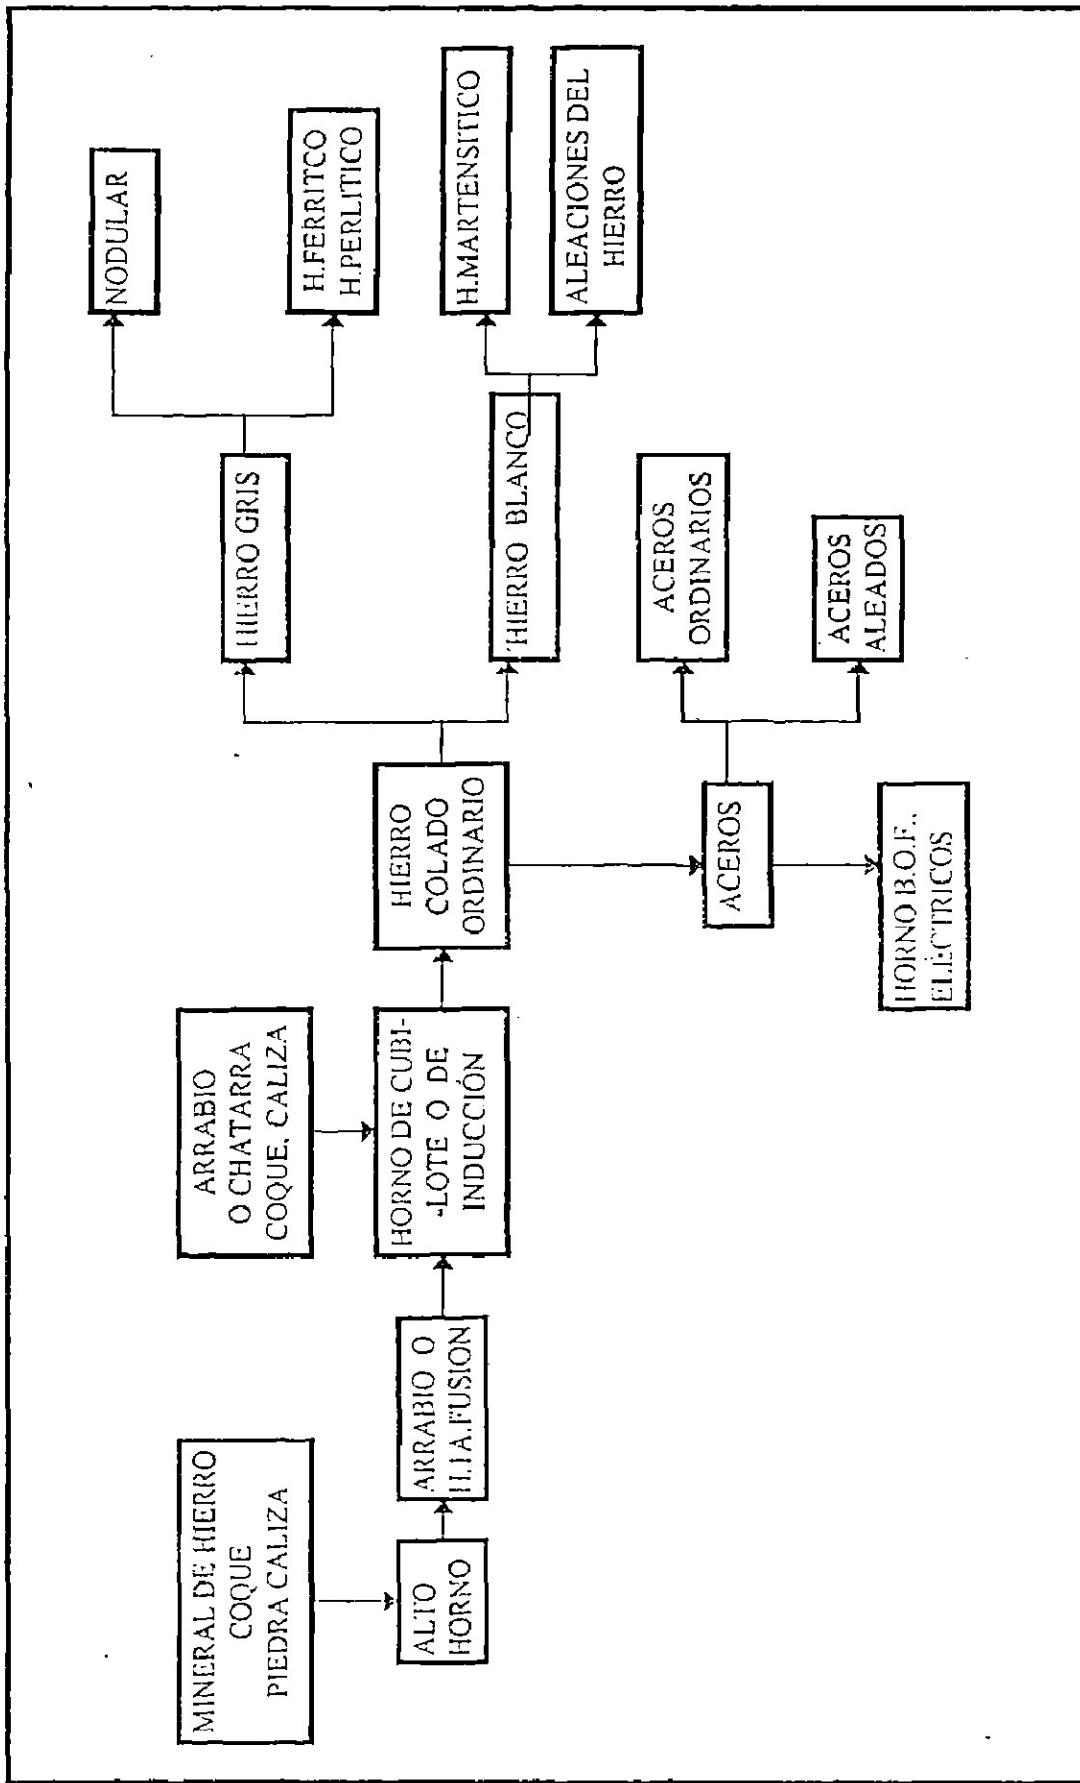 MINERAL DE HIERRO
COQUE
PIEDRA CALIZA
ALTO
HORNO
ARRABIO O
H.1A.FUSION
ARRABIO
O CHATARRA
COQUE, CALIZA
HORNO DE CUBI-
-LOTE O DE
INDUCCIÓN
HIERRO
COLADO
ORDINARIO
HIERRO GRIS
NODULAR
H.FERRITCO
H.PERLITICO
HIERRO BLANCO
H.MARTENSITICO
ALEACIONES DEL
HIERRO
ACEROS
ACEROS
ORDINARIOS
ACEROS
ALEADOS
HORNO B.O.F.,
ELÉCTRICOS